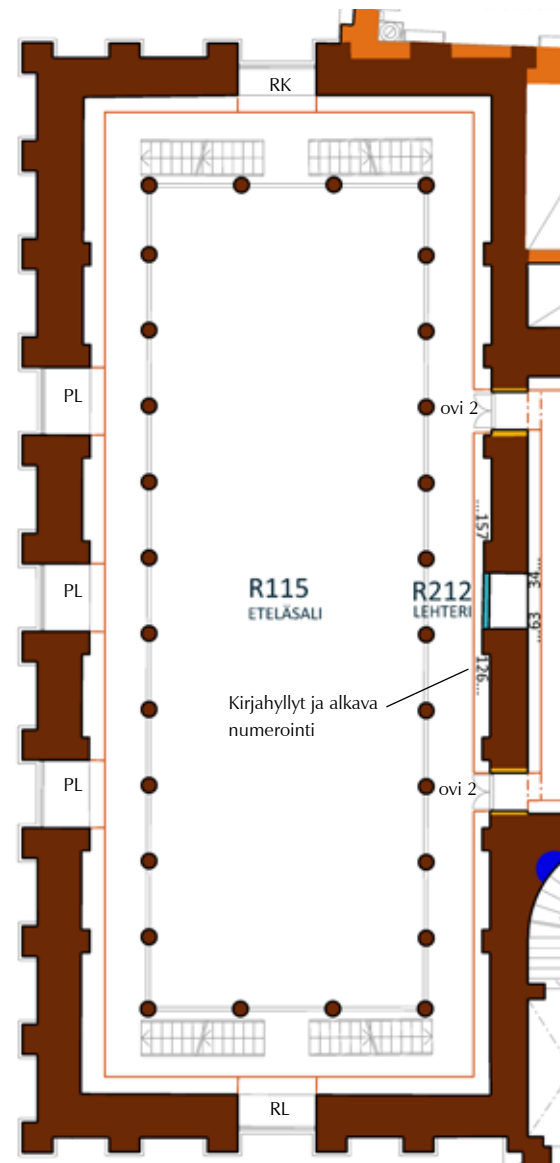 RK
PL
ovi 2
157...
34...
PL
R115
ETELÄSALI
R212
LEHTERI
...63
126...
Kirjahyllyt ja alkava
numerointi
PL
ovi 2
RL